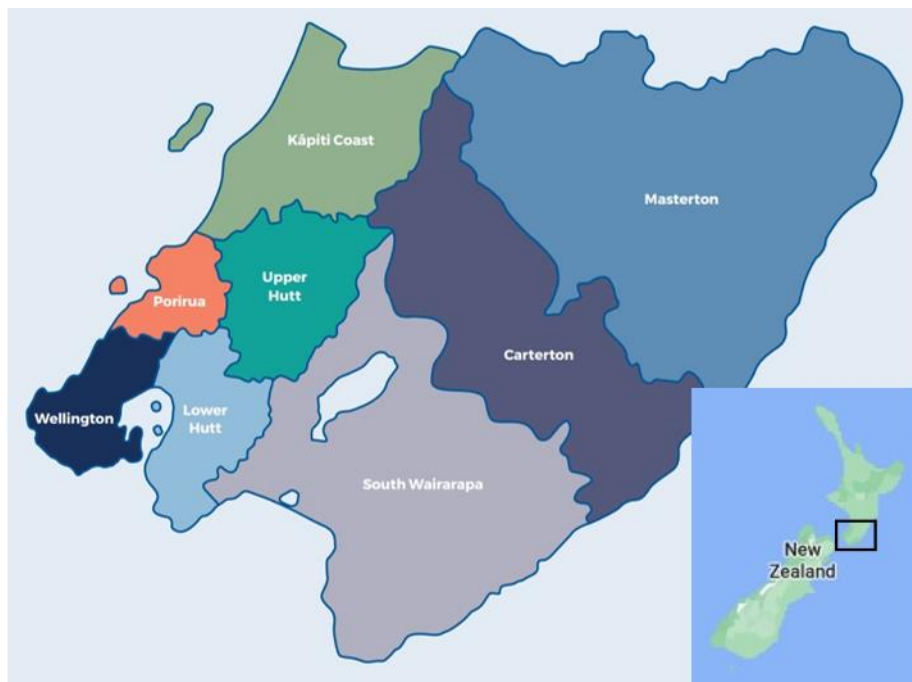 Kāpiti Coast
Masterton
Upper
Hutt
Porirua
Carterton
Wellington
Lower
Hutt
South Wairarapa
New
Zealand